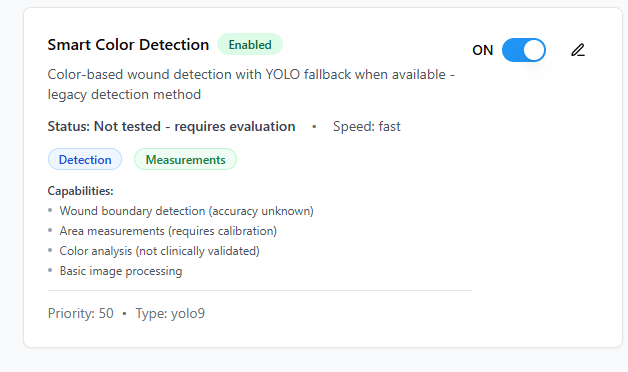 Smart Color Detection Enabled ON
Color-based wound detection with YOLO fallback when available -
legacy detection method
Status: Not tested - requires evaluation • Speed: fast
Detection Measurements
Capabilities:
• Wound boundary detection (accuracy unknown)
• Area measurements (requires calibration)
• Color analysis (not clinically validated)
• Basic image processing
Priority: 50 • Type: yolo9